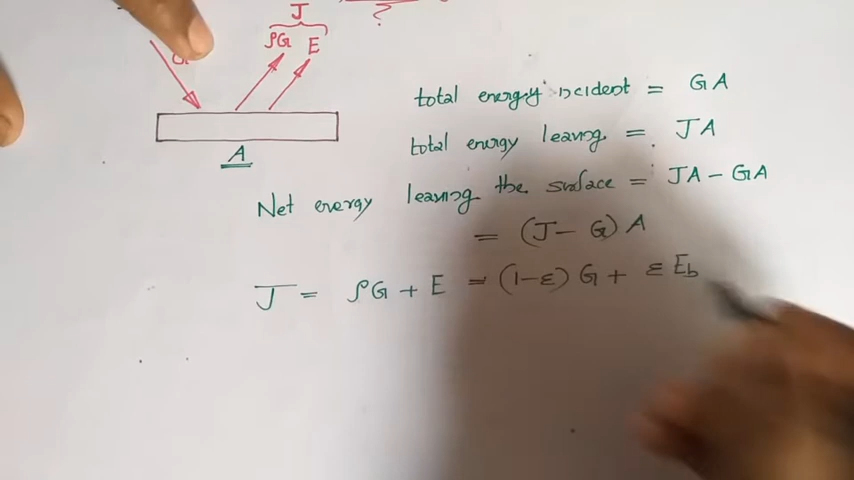 J
?
ρG E
G
A
total energy incident = GA
total energy leaving = JA
Net energy leaving the surface = JA - GA
= (J - G) A
J = ρG + E = (1-ε) G + ε Eb